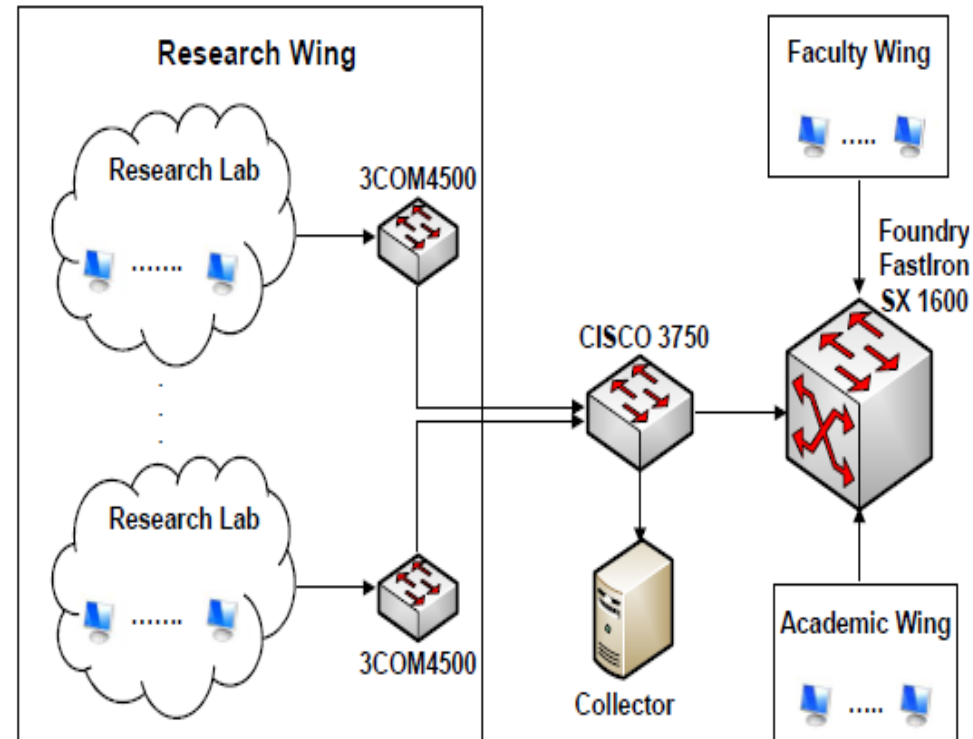 Research Wing
Research Lab
.......
3COM4500
.
.
.
Research Lab
.......
3COM4500
CISCO 3750
Collector
Faculty Wing
.....
Foundry
FastIron
SX 1600
Academic Wing
.....